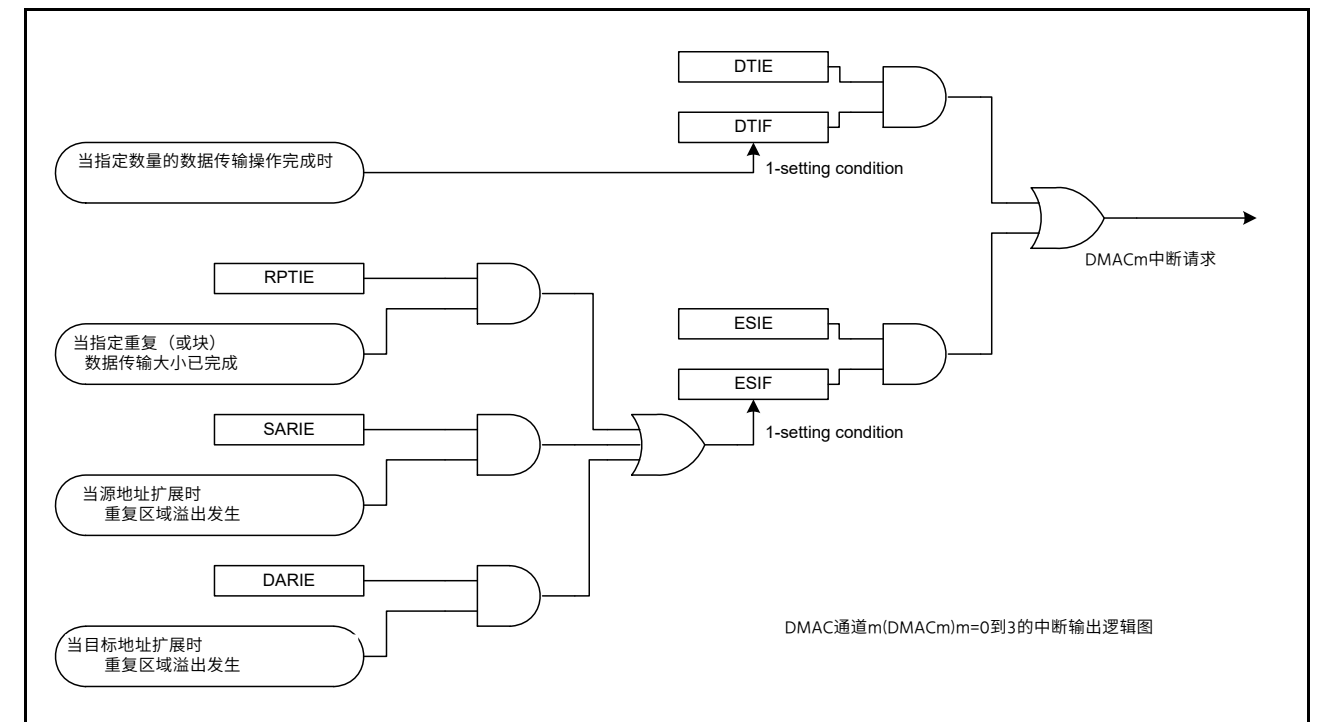 DTIE
DTIF
当指定数量的数据传输操作完成时
1-setting condition
DMACm中断请求
RPTIE
当指定重复（或块）
数据传输大小已完成
ESIE
ESIF
1-setting condition
SARIE
当源地址扩展时
重复区域溢出发生
DARIE
当目标地址扩展时
重复区域溢出发生
DMAC通道m(DMACm)m=0到3的中断输出逻辑图